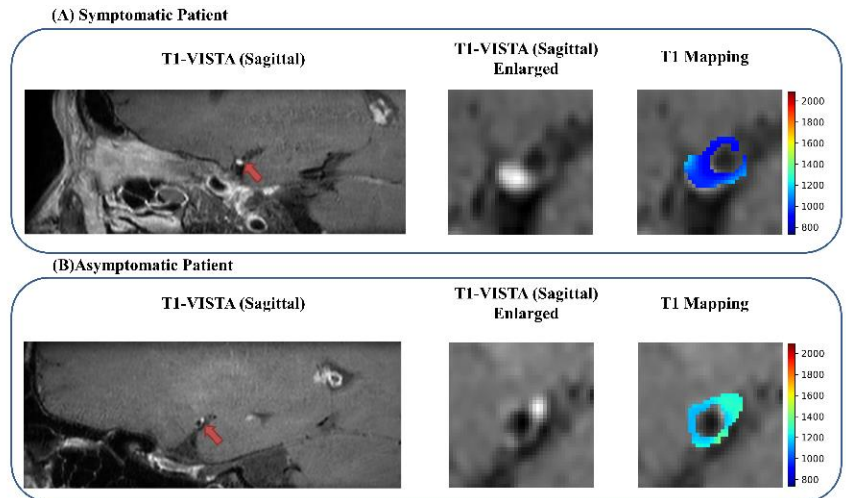 (A) Symptomatic Patient
T1-VISTA (Sagittal)
T1-VISTA (Sagittal)
Enlarged
T1 Mapping
2000
1800
1600
1400
1200
1000
800
(B)Asymptomatic Patient
T1-VISTA (Sagittal)
T1-VISTA (Sagittal)
Enlarged
T1 Mapping
2000
1800
1600
1400
1200
1000
800